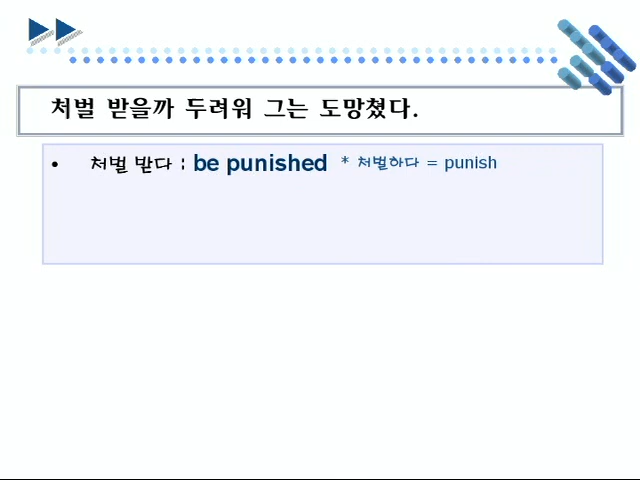 처벌 받을까 두려워 그는 도망쳤다.
• 처벌 받다 : be punished * 처벌하다 = punish